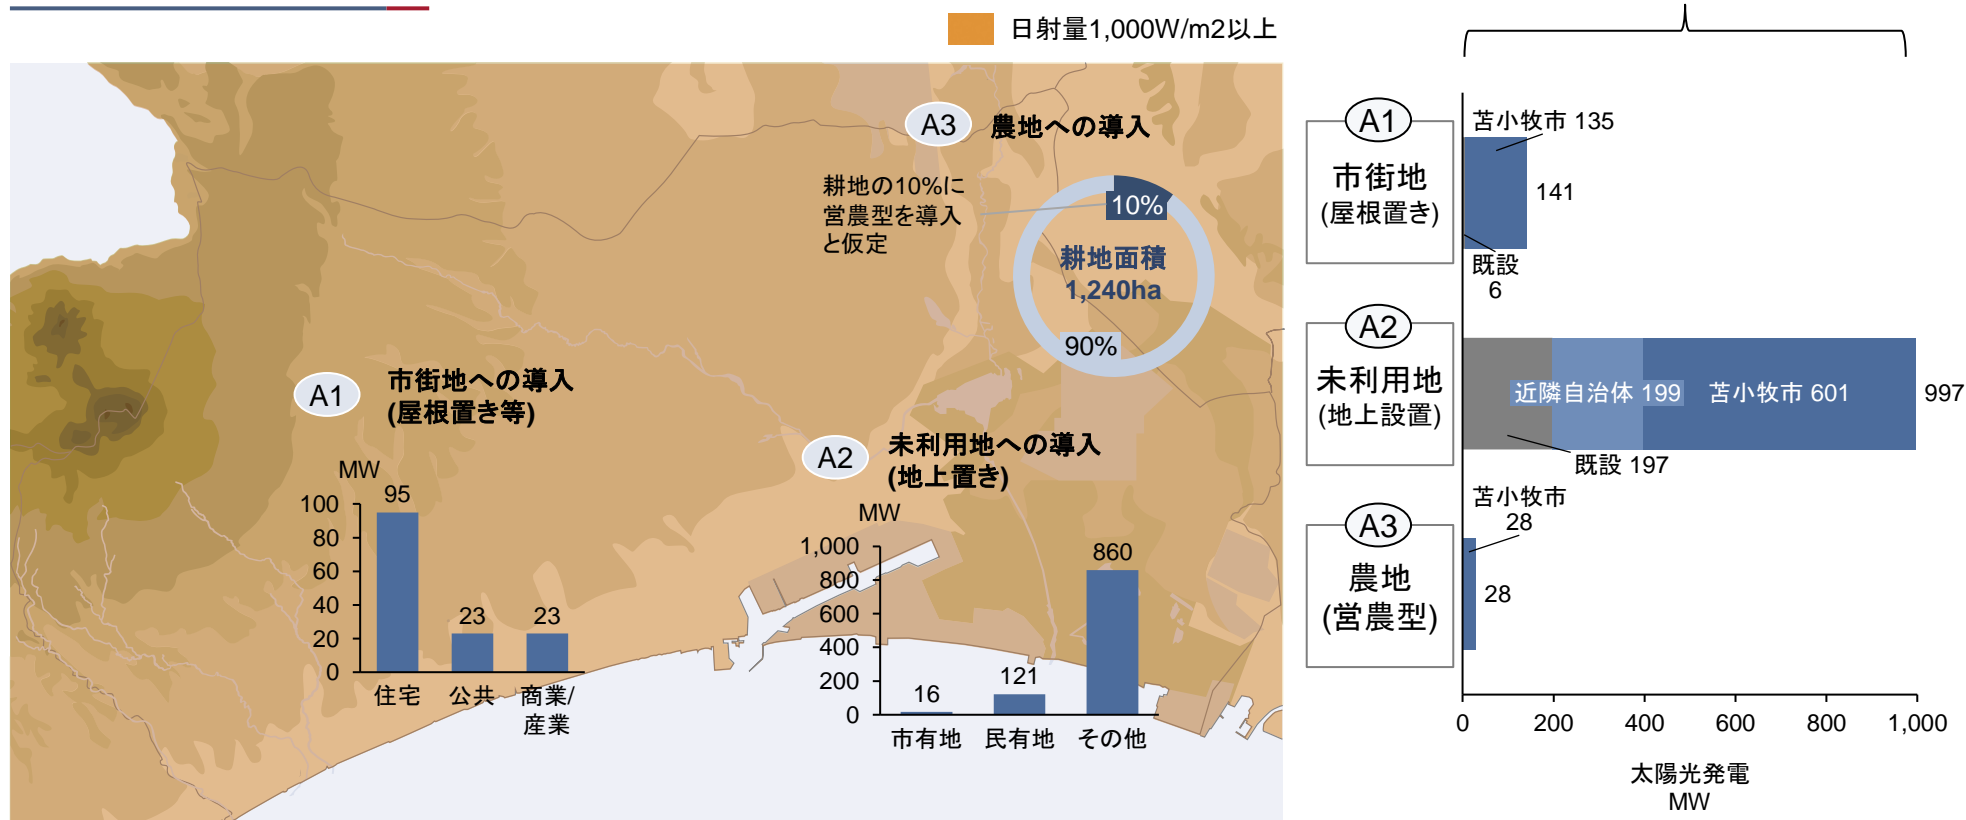 日射量1,000W/m2以上
A3
農地への導入
耕地の10%に
営農型を導入
と仮定
10%
耕地面積
1,240ha
90%
A1
市街地への導入
(屋根置き等)
MW
100
80
60
40
20
0
95
23
23
住宅
公共
商業/
産業
A2
未利用地への導入
(地上置き)
MW
1,000
800
600
400
200
0
16
121
860
市有地
民有地
その他
A1
市街地
(屋根置き)
苫小牧市 135
141
既設
6
A2
未利用地
(地上設置)
近隣自治体 199
苫小牧市 601
997
既設 197
A3
農地
(営農型)
苫小牧市
28
28
0
200
400
600
800
1,000
太陽光発電
MW